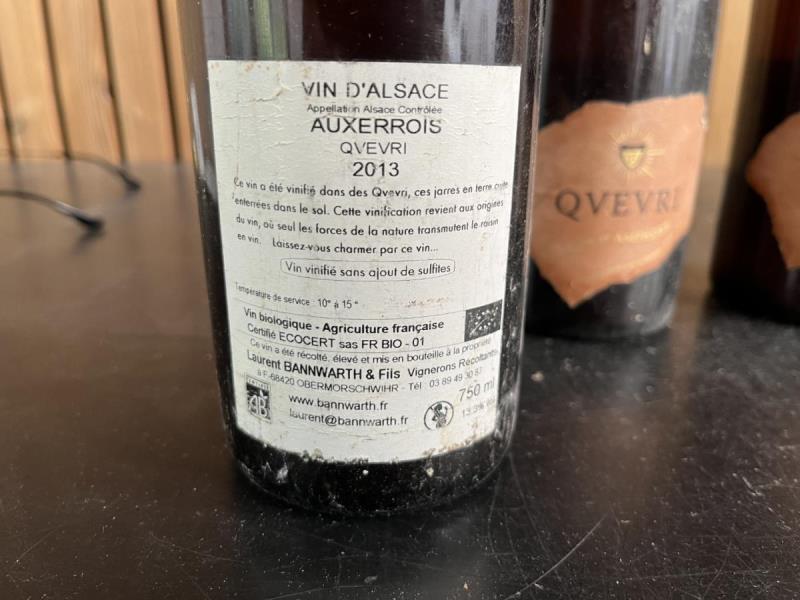 VIN D'ALSACE
Appellation Alsace Contrôlée
AUXERROIS
QVEVRI
2013
Ce vin a été vinifié dans des Qvevri, ces jarres en terre cuite
enterrées dans le sol. Cette vinification revient aux origines
du vin, où seul les forces de la nature transmutent le raisin
en vin. Laissez-vous charmer par ce vin...
Vin vinifié sans ajout de sulfites
Température de service : 10° à 15°
Vin biologique - Agriculture française
Certifié ECOCERT sas FR BIO - 01
Ce vin a été récolté, élevé et mis en bouteille à la propriété
Laurent BANNWARTH & Fils Vignerons Récoltants
à F-68420 OBERMORSCHWIHR - Tél : 03 89 49 30 87
www.bannwarth.fr
laurent@bannwarth.fr
750 ml
AB
QVEVRI